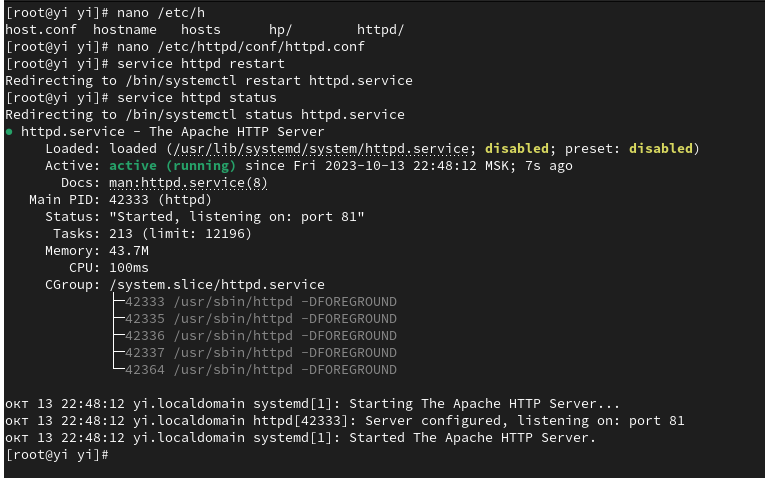 [root@yi yi]# nano /etc/h
host.conf  hostname   hosts      hp/        httpd/
[root@yi yi]# nano /etc/httpd/conf/httpd.conf
[root@yi yi]# service httpd restart
Redirecting to /bin/systemctl restart httpd.service
[root@yi yi]# service httpd status
Redirecting to /bin/systemctl status httpd.service
● httpd.service - The Apache HTTP Server
     Loaded: loaded (/usr/lib/systemd/system/httpd.service; disabled; preset: disabled)
     Active: active (running) since Fri 2023-10-13 22:48:12 MSK; 7s ago
       Docs: man:httpd.service(8)
   Main PID: 42333 (httpd)
     Status: "Started, listening on: port 81"
      Tasks: 213 (limit: 12196)
     Memory: 43.7M
        CPU: 100ms
     CGroup: /system.slice/httpd.service
             ├─42333 /usr/sbin/httpd -DFOREGROUND
             ├─42335 /usr/sbin/httpd -DFOREGROUND
             ├─42336 /usr/sbin/httpd -DFOREGROUND
             ├─42337 /usr/sbin/httpd -DFOREGROUND
             └─42364 /usr/sbin/httpd -DFOREGROUND
окт 13 22:48:12 yi.localdomain systemd[1]: Starting The Apache HTTP Server...
окт 13 22:48:12 yi.localdomain httpd[42333]: Server configured, listening on: port 81
окт 13 22:48:12 yi.localdomain systemd[1]: Started The Apache HTTP Server.
[root@yi yi]#